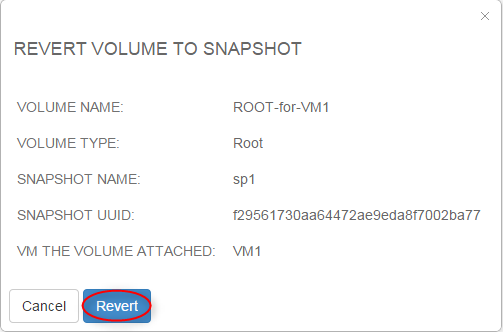 REVERT VOLUME TO SNAPSHOT
VOLUME NAME: ROOT-for-VM1
VOLUME TYPE: Root
SNAPSHOT NAME: sp1
SNAPSHOT UUID: f29561730aa64472ae9eda8f7002ba77
VM THE VOLUME ATTACHED: VM1
Cancel Revert